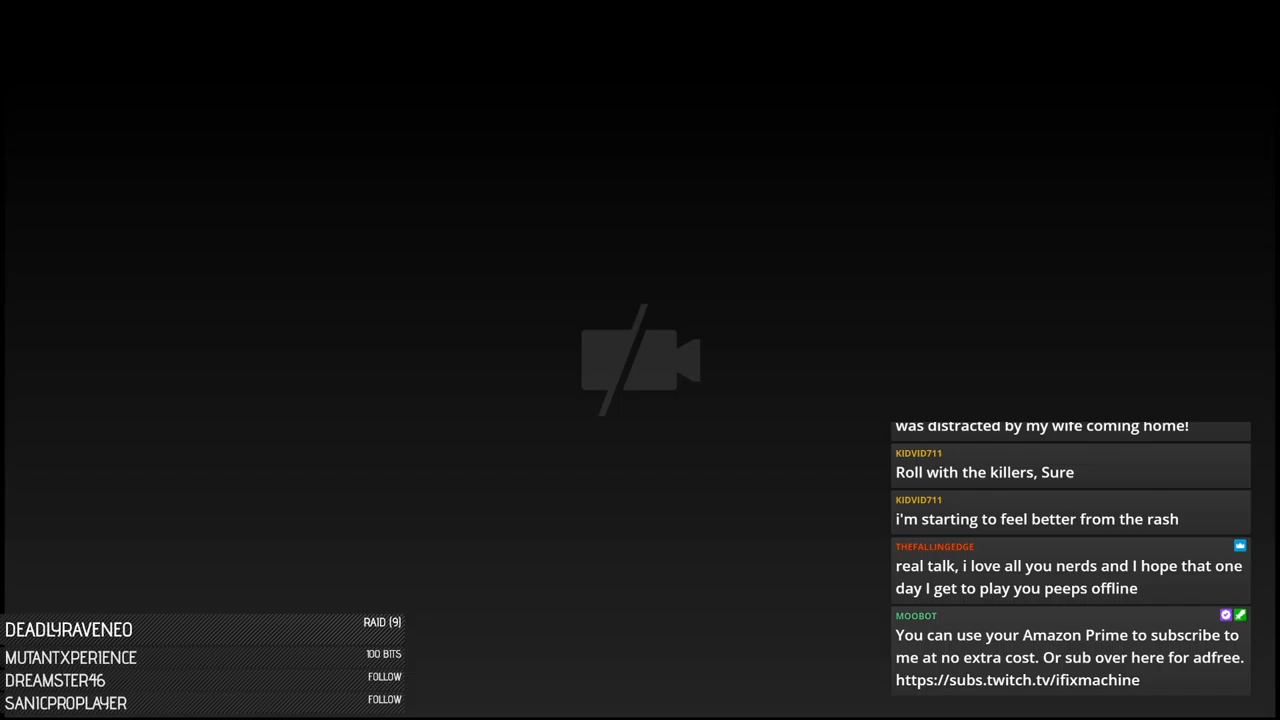 was distracted by my wife coming home!
KIDVID711
Roll with the killers, Sure
KIDVID711
i'm starting to feel better from the rash
THEFALLINGEDGE
real talk, i love all you nerds and I hope that one
day I get to play you peeps offline
MOOBOT
You can use your Amazon Prime to subscribe to
me at no extra cost. Or sub over here for adfree.
https://subs.twitch.tv/ifixmachine
DEADLYRAVENEO RAID (9)
MUTANTXPERIENCE 100 BITS
DREAMSTER46 FOLLOW
SANICPROPLAYER FOLLOW